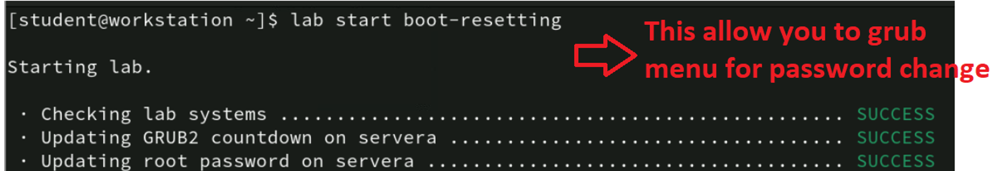 [student@workstation ~]$ lab start boot-resetting
This allow you to grub
menu for password change
Starting lab.
· Checking lab systems .................................................. SUCCESS
· Updating GRUB2 countdown on servera ................................... SUCCESS
· Updating root password on servera ..................................... SUCCESS